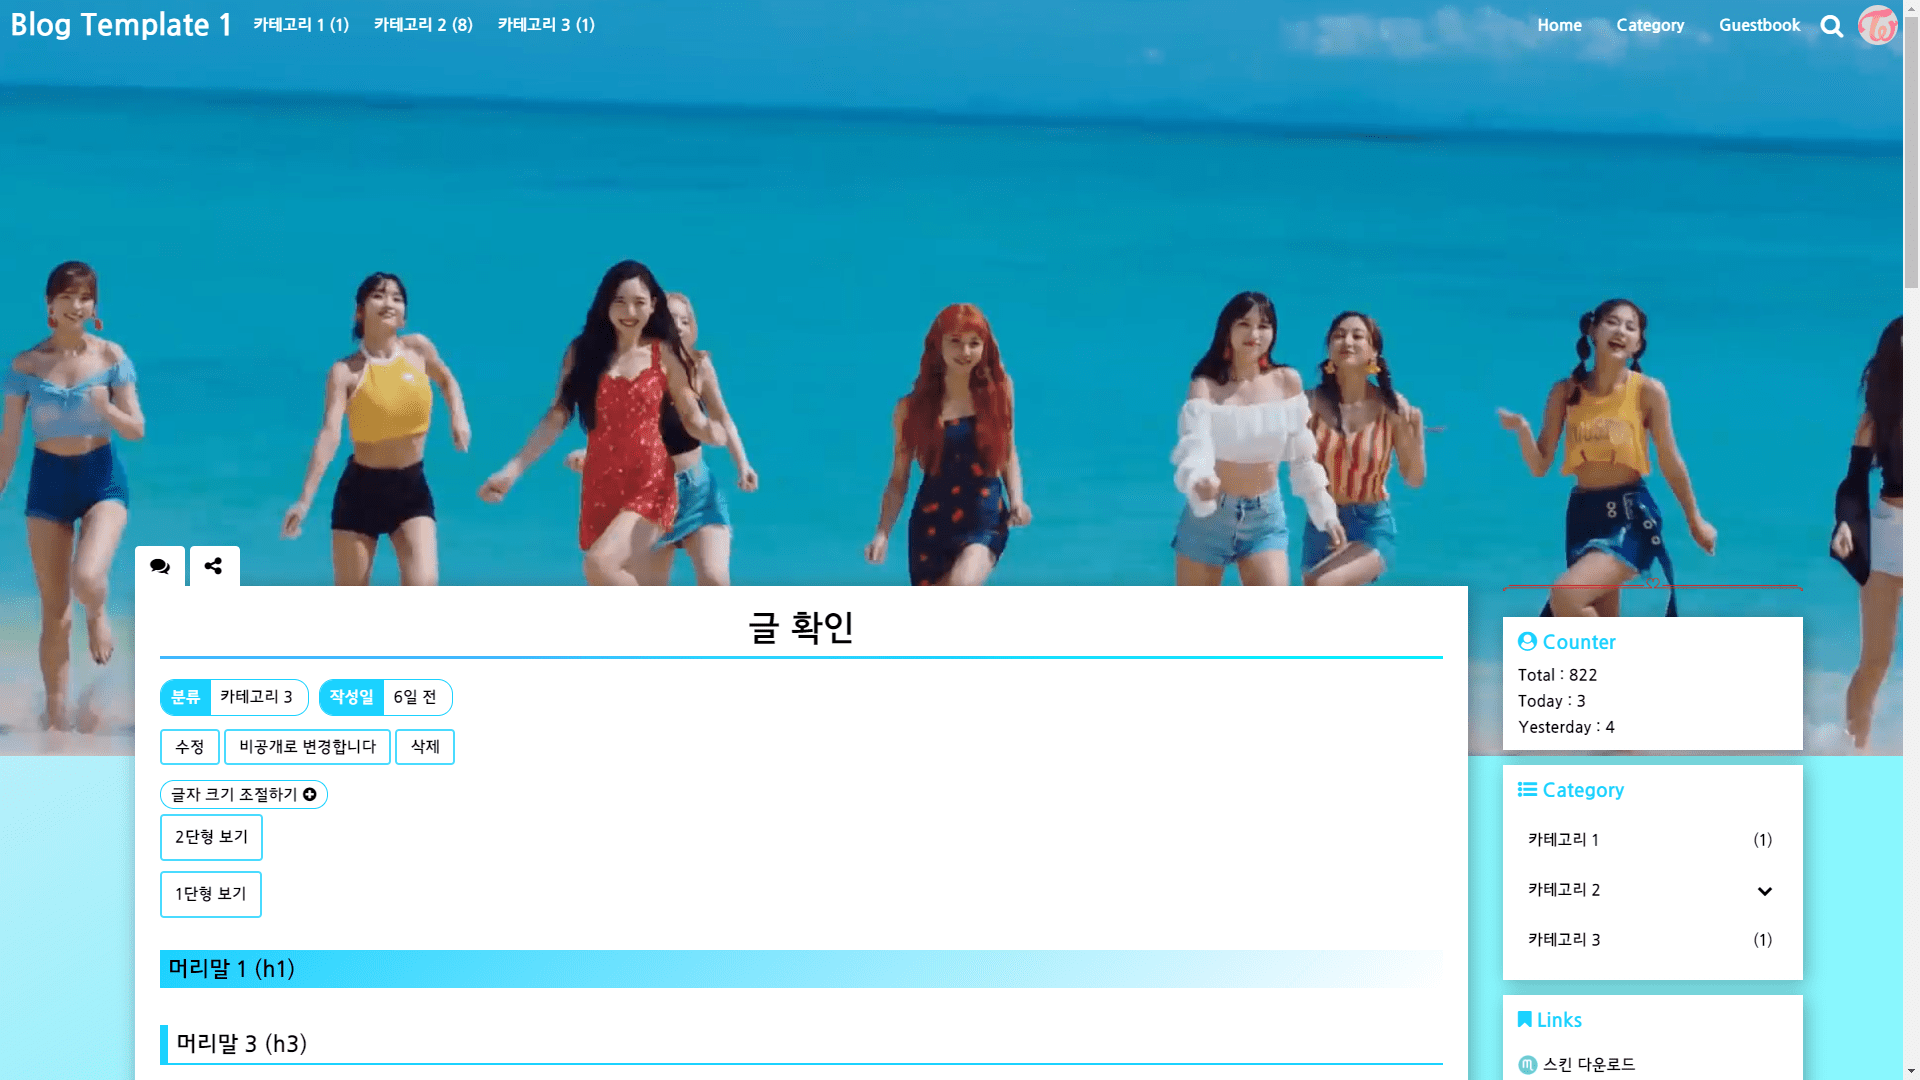 Blog Template 1 카테고리 1 (1) 카테고리 2 (8) 카테고리 3 (1) Home Category Guestbook
글 확인
분류 카테고리 3 작성일 6일 전
수정 비공개로 변경합니다 삭제
글자 크기 조절하기
2단형 보기
1단형 보기
머리말 1 (h1)
머리말 3 (h3)
Counter
Total : 822
Today : 3
Yesterday : 4
Category
카테고리 1 (1)
카테고리 2
카테고리 3 (1)
Links
스킨 다운로드